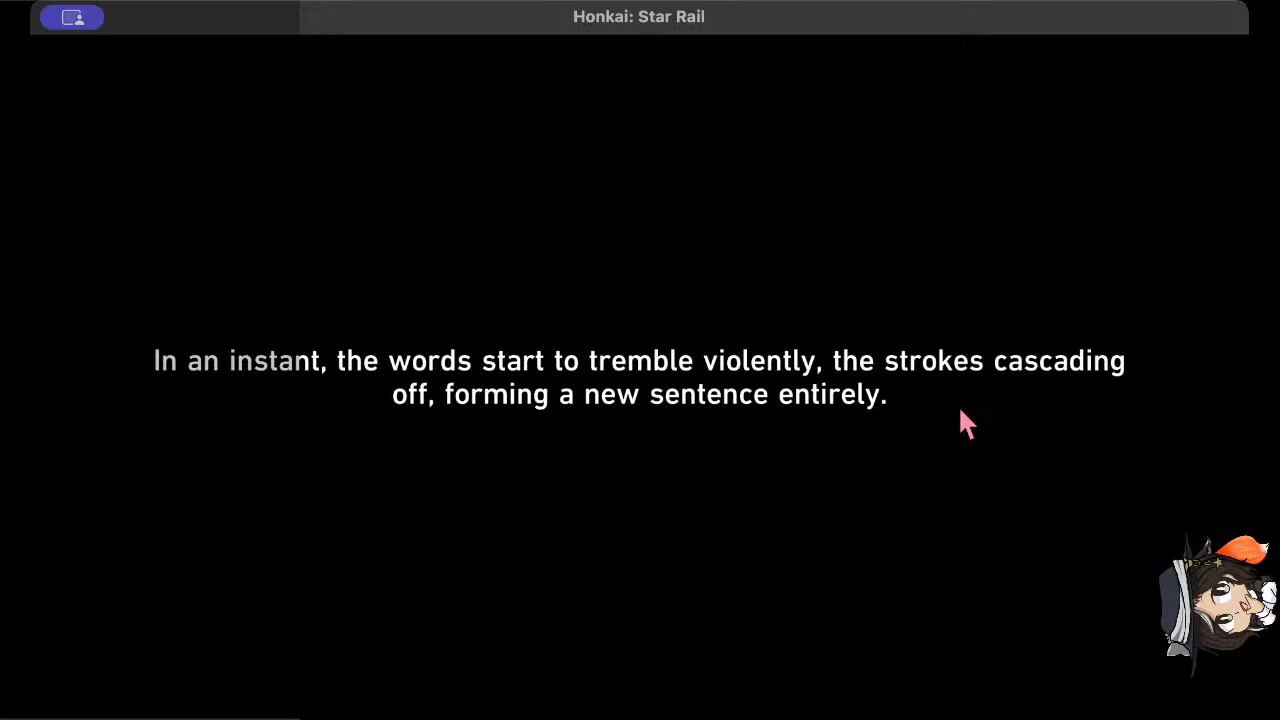 Honkai: Star Rail
In an instant, the words start to tremble violently, the strokes cascading
off, forming a new sentence entirely.